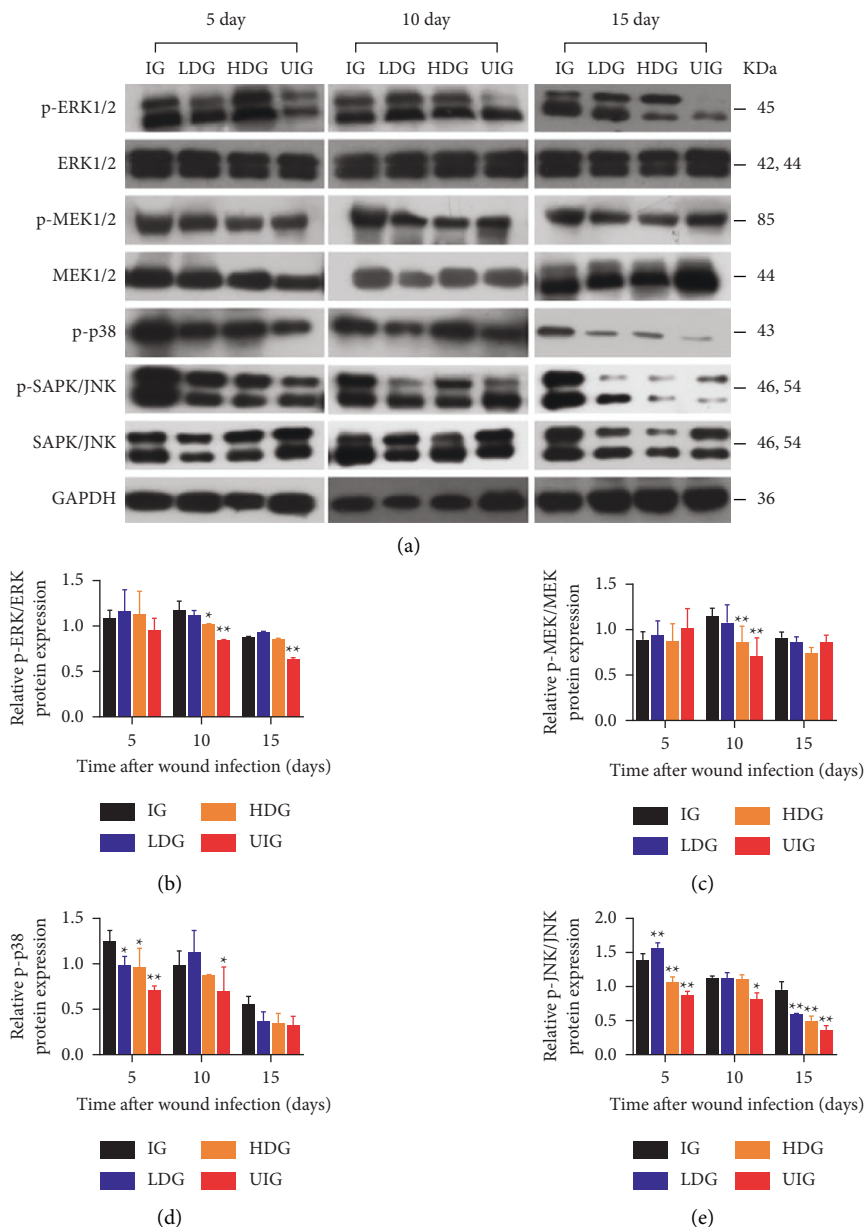 5 day 10 day 15 day
IG LDG HDG UIG IG LDG HDG UIG IG LDG HDG UIG KDa
p-ERK1/2 45
ERK1/2 42, 44
p-MEK1/2 85
MEK1/2 44
p-p38 43
p-SAPK/JNK 46, 54
SAPK/JNK 46, 54
GAPDH 36
(a)
Relative p-ERK/ERK
protein expression
1.5
1.0
0.5
0.0
* ** **
5 10 15
Time after wound infection (days)
IG HDG
LDG UIG
(b)
Relative p-MEK/MEK
protein expression
1.5
1.0
0.5
0.0
** **
5 10 15
Time after wound infection (days)
IG HDG
LDG UIG
(c)
Relative p-p38
protein expression
1.5
1.0
0.5
0.0
* * ** *
5 10 15
Time after wound infection (days)
IG HDG
LDG UIG
(d)
Relative p-JNK/JNK
protein expression
2.0
1.5
1.0
0.5
0.0
** ** ** * ** ** **
5 10 15
Time after wound infection (days)
IG HDG
LDG UIG
(e)